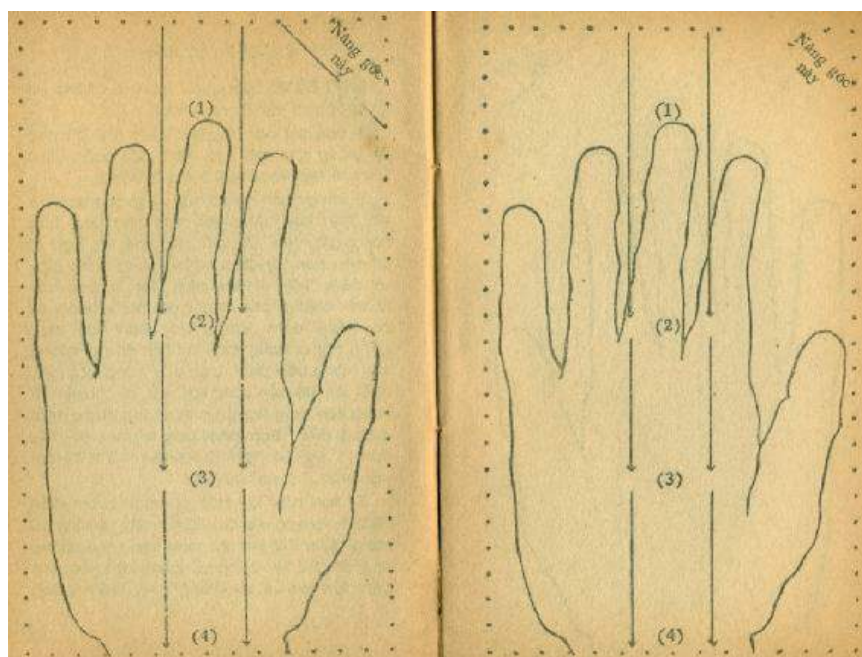 Nâng góc
này
(1)
(2)
(3)
(4)
Nâng góc
này
(1)
(2)
(3)
(4)